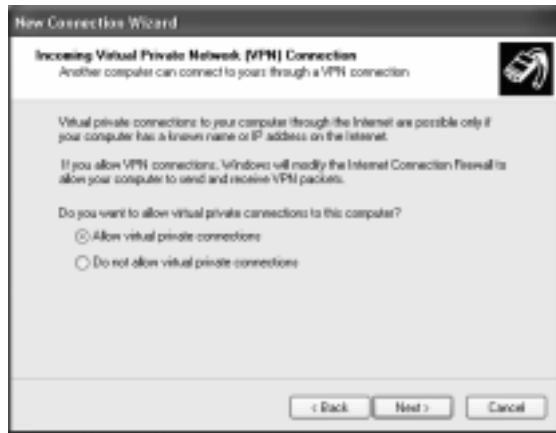 New Connection Wizard
Incoming Virtual Private Network (VPN) Connection
Another computer can connect to yours through a VPN connection
Virtual private connections to your computer through the Internet are possible only if
your computer has a known name or IP address on the Internet.
If you allow VPN connections, Windows will modify the Internet Connection Firewall to
allow your computer to send and receive VPN packets.
Do you want to allow virtual private connections to this computer?
Allow virtual private connections
Do not allow virtual private connections
< Back
Next >
Cancel